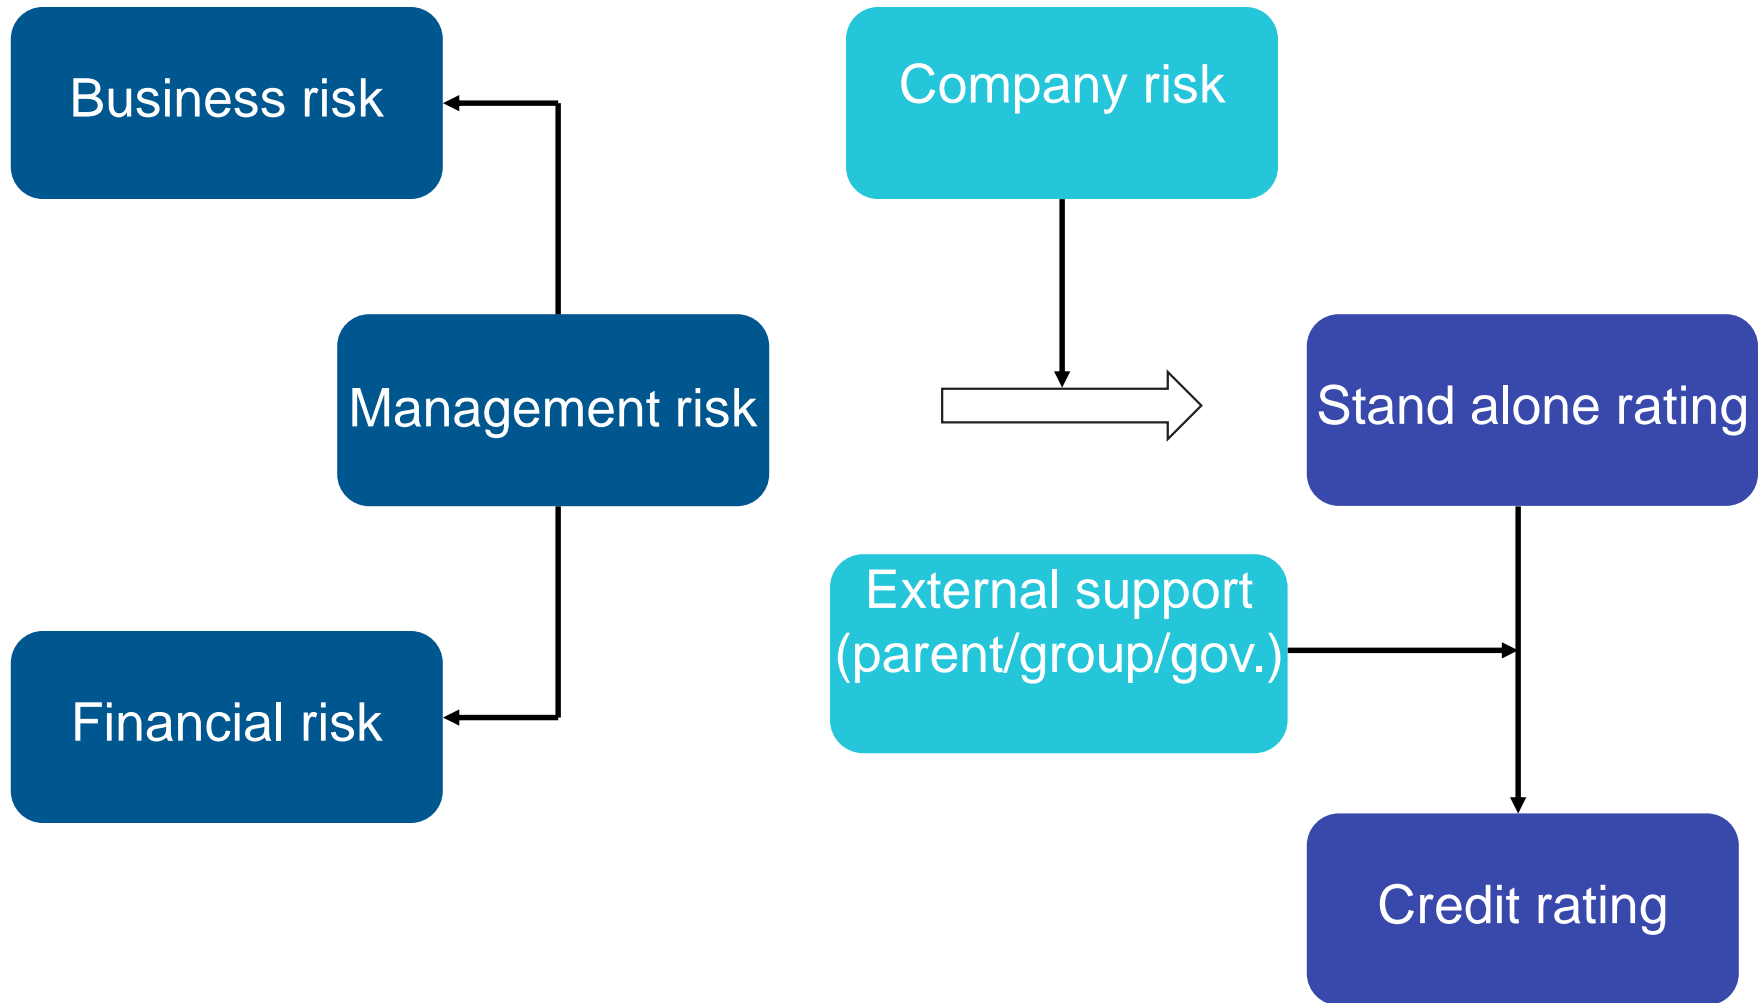 Business risk
Company risk
Management risk
Stand alone rating
External support
(parent/group/gov.)
Financial risk
Credit rating